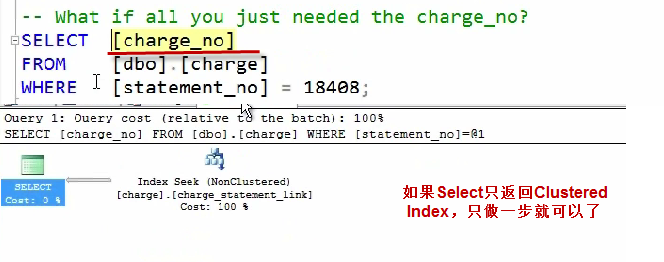 -- What if all you just needed the charge_no?
SELECT [charge_no]
FROM [dbo].[charge]
WHERE [statement_no] = 18408;
Query 1: Query cost (relative to the batch): 100%
SELECT [charge_no] FROM [dbo].[charge] WHERE [statement_no]=@1
SELECT
Cost: 0 %
Index Seek (NonClustered)
[charge].[charge_statement_link]
Cost: 100 %
如果Select只返回Clustered
Index，只做一步就可以了